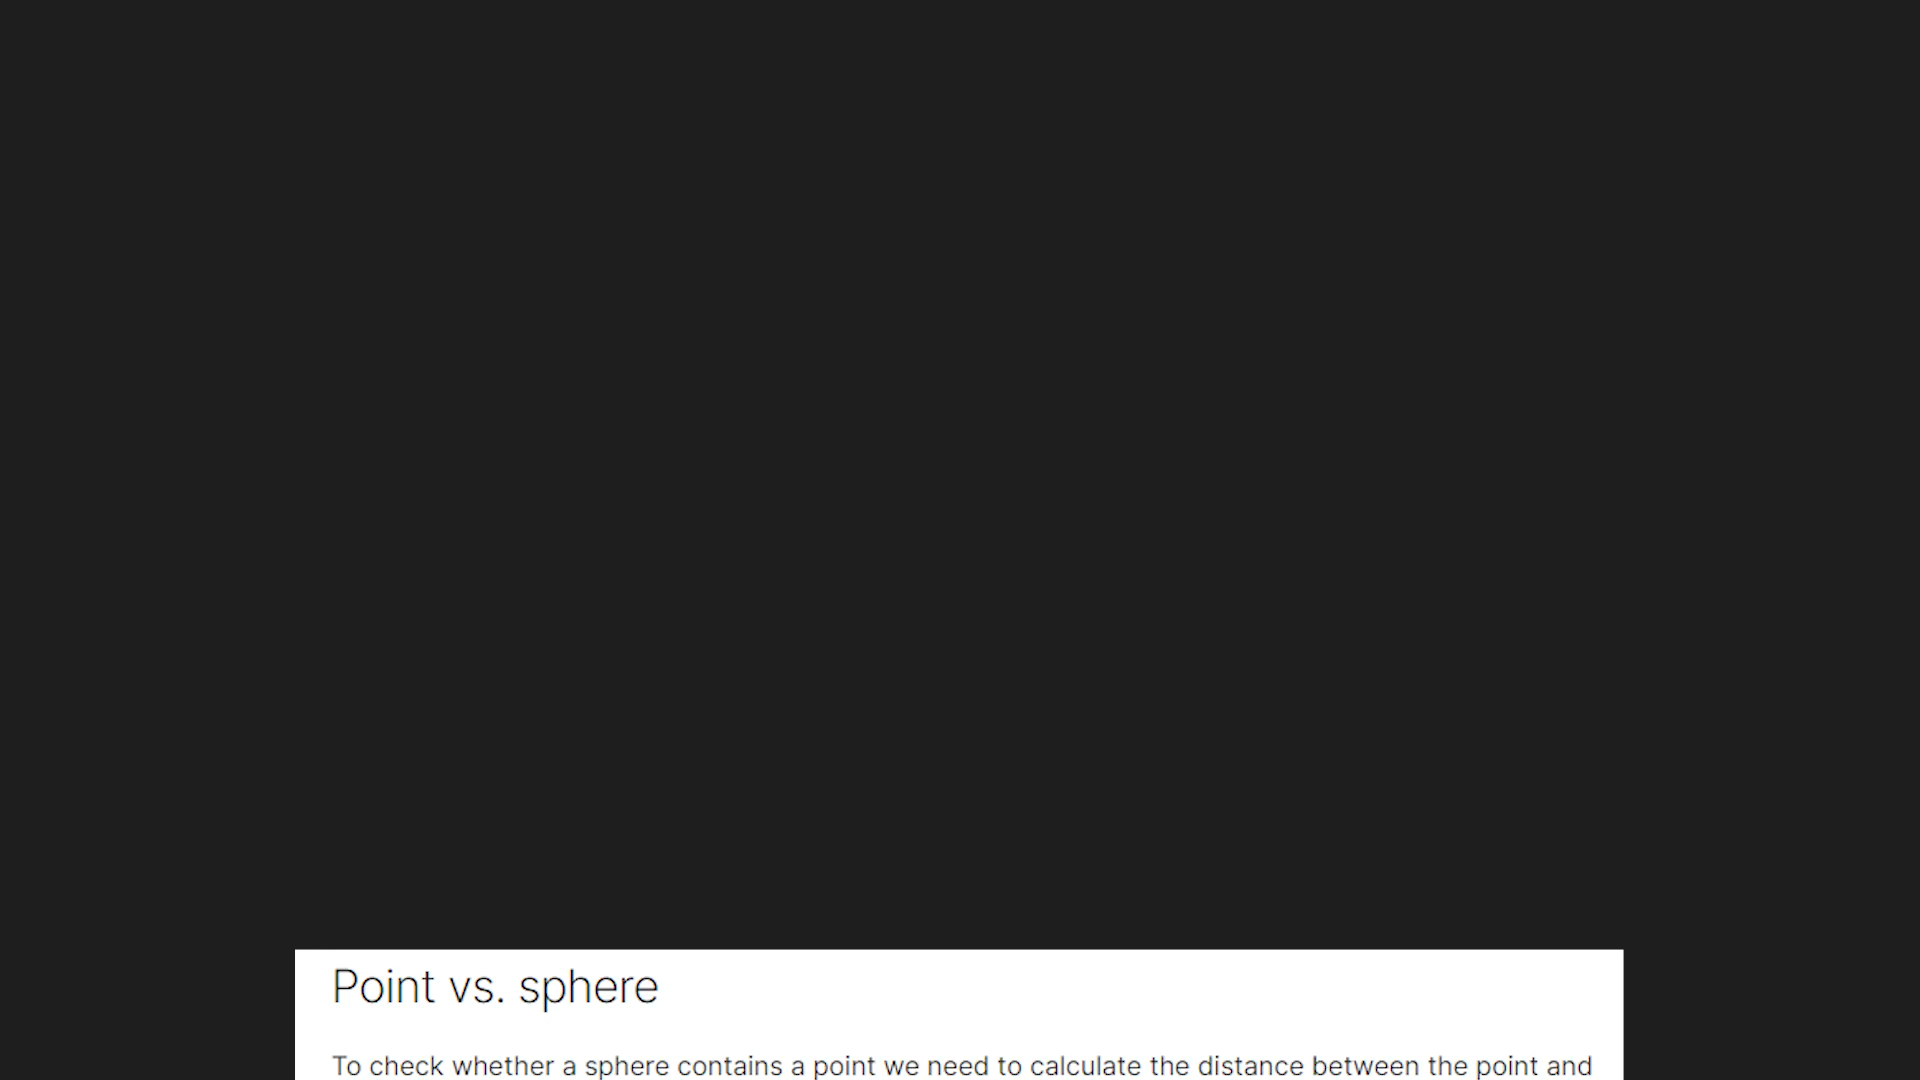 Point vs. sphere
To check whether a sphere contains a point we need to calculate the distance between the point and